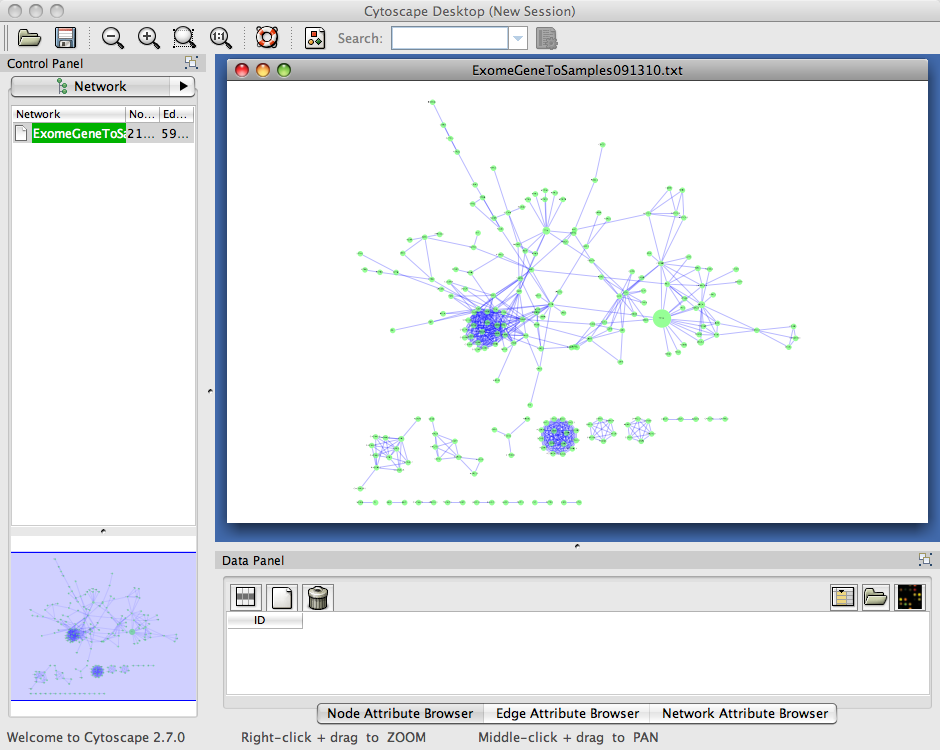 Cytoscape Desktop (New Session)
Search:
Control Panel
Network
Network No... Ed...
ExomeGeneToSa 21... 59...
ExomeGeneToSamples091310.txt
Data Panel
ID
Node Attribute Browser Edge Attribute Browser Network Attribute Browser
Welcome to Cytoscape 2.7.0 Right-click + drag to ZOOM Middle-click + drag to PAN